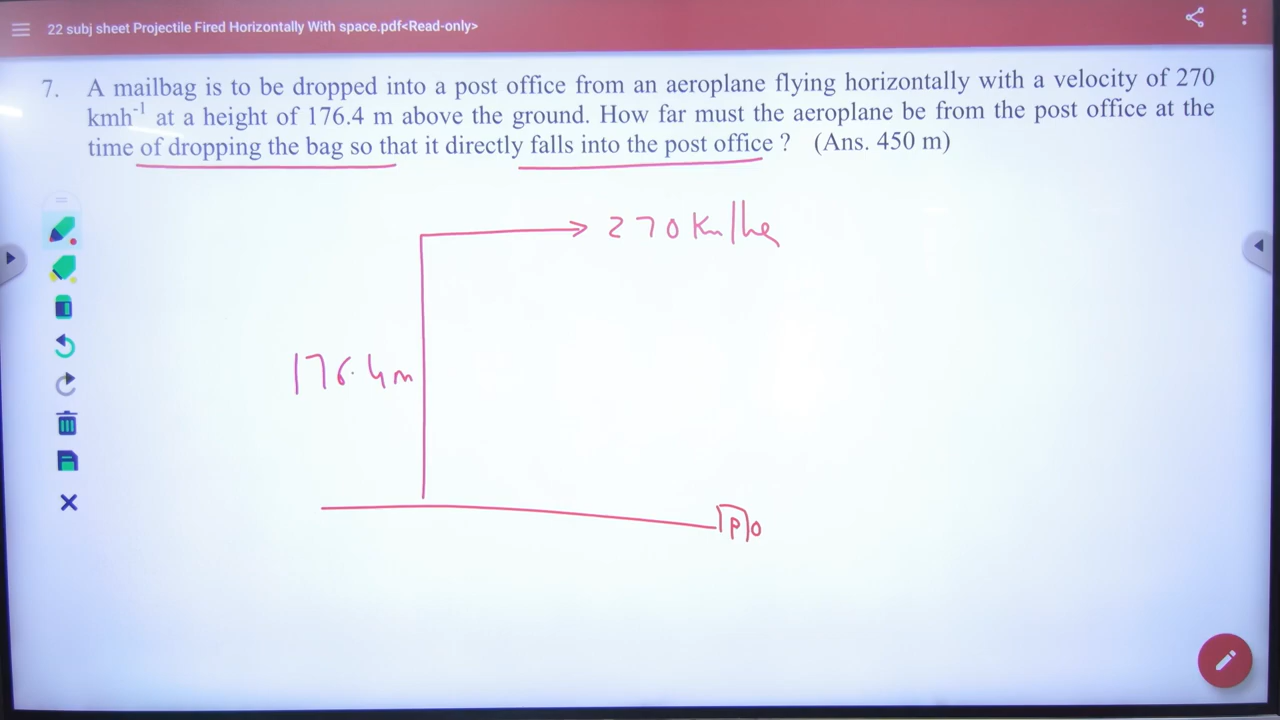 22 subj sheet Projectile Fired Horizontally With space.pdf<Read-only>
7. A mailbag is to be dropped into a post office from an aeroplane flying horizontally with a velocity of 270
kmh⁻¹ at a height of 176.4 m above the ground. How far must the aeroplane be from the post office at the
time of dropping the bag so that it directly falls into the post office ? (Ans. 450 m)
270 Km/hr
176.4m
P0